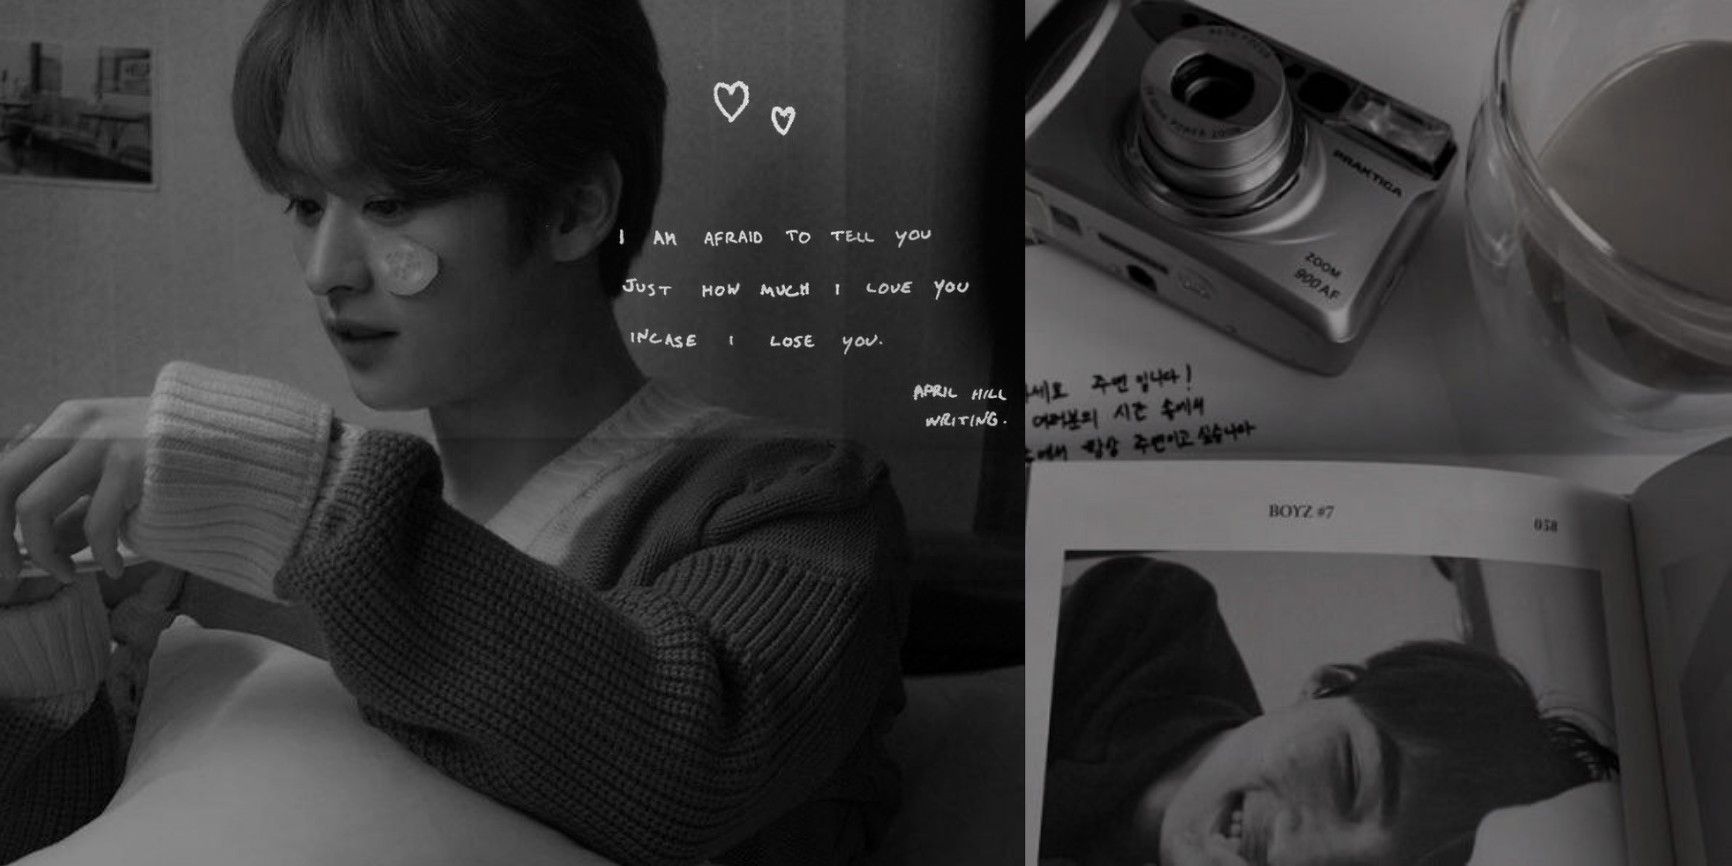 I AM AFRAID TO TELL YOU
JUST HOW MUCH I LOVE YOU
INCASE I LOSE YOU.
APRIL HILL
WRITING.
PRAKTICA
ZOOM
900 AF
주연 입니다!
여러분의 시간 속에서
항상 주연이고 싶습니다
BOYZ #7
058